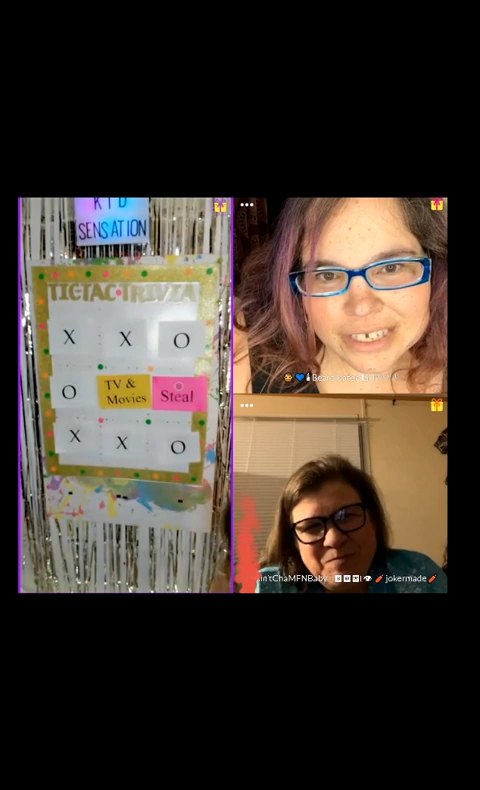 KID
SENSATION
TICTAC TRIVIA
X X O
O TV &
Movies Steal
X X O
jokermade